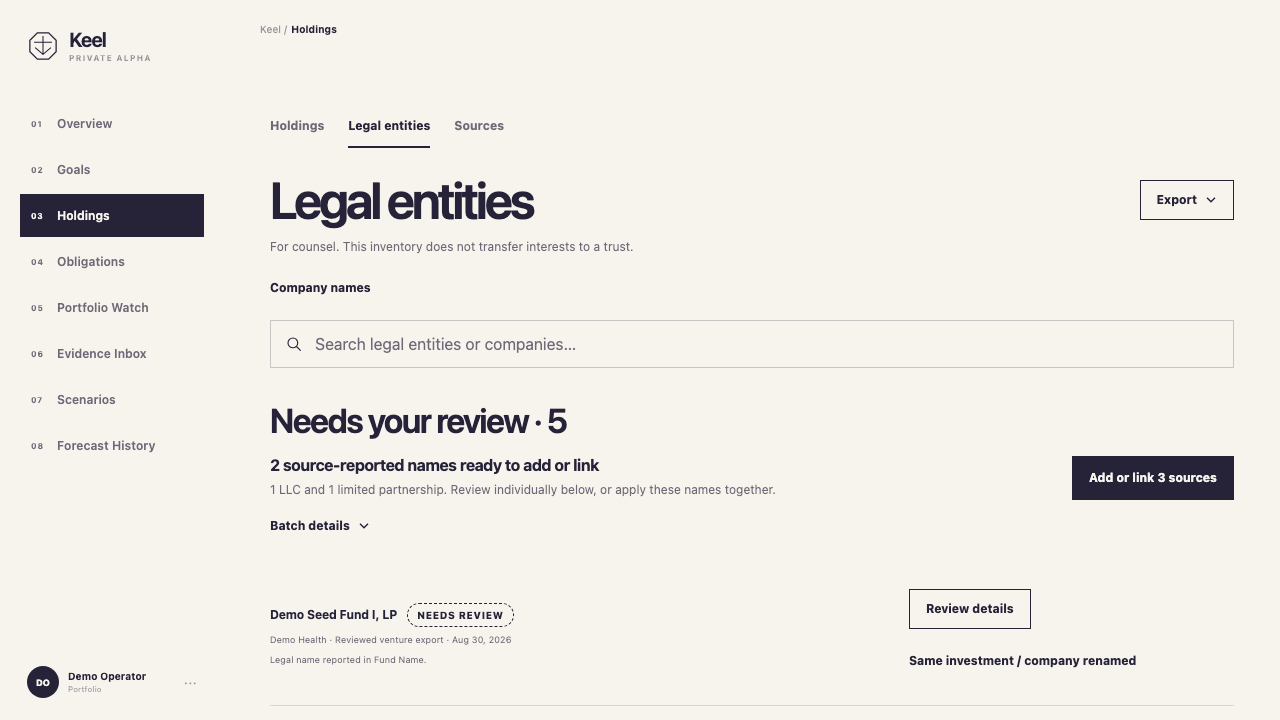 Keel
PRIVATE ALPHA
Keel / Holdings
01 Overview
02 Goals
03 Holdings
04 Obligations
05 Portfolio Watch
06 Evidence Inbox
07 Scenarios
08 Forecast History
DO
Demo Operator
Portfolio
...
Holdings Legal entities Sources
Legal entities
Export
For counsel. This inventory does not transfer interests to a trust.
Company names
Search legal entities or companies...
Needs your review · 5
2 source-reported names ready to add or link
1 LLC and 1 limited partnership. Review individually below, or apply these names together.
Add or link 3 sources
Batch details
Demo Seed Fund I, LP NEEDS REVIEW
Demo Health · Reviewed venture export · Aug 30, 2026
Legal name reported in Fund Name.
Review details
Same investment / company renamed